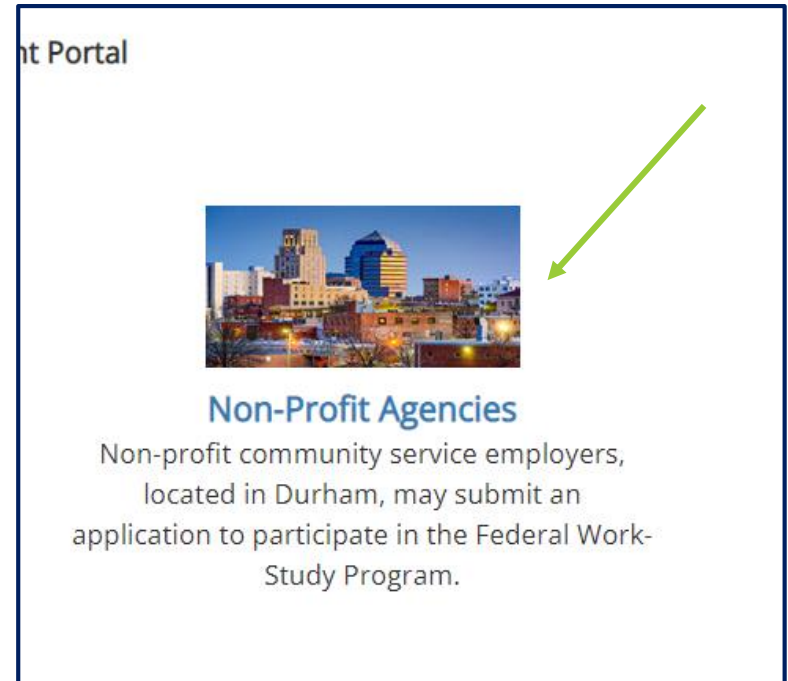 nt Portal
Non-Profit Agencies
Non-profit community service employers,
located in Durham, may submit an
application to participate in the Federal Work-
Study Program.